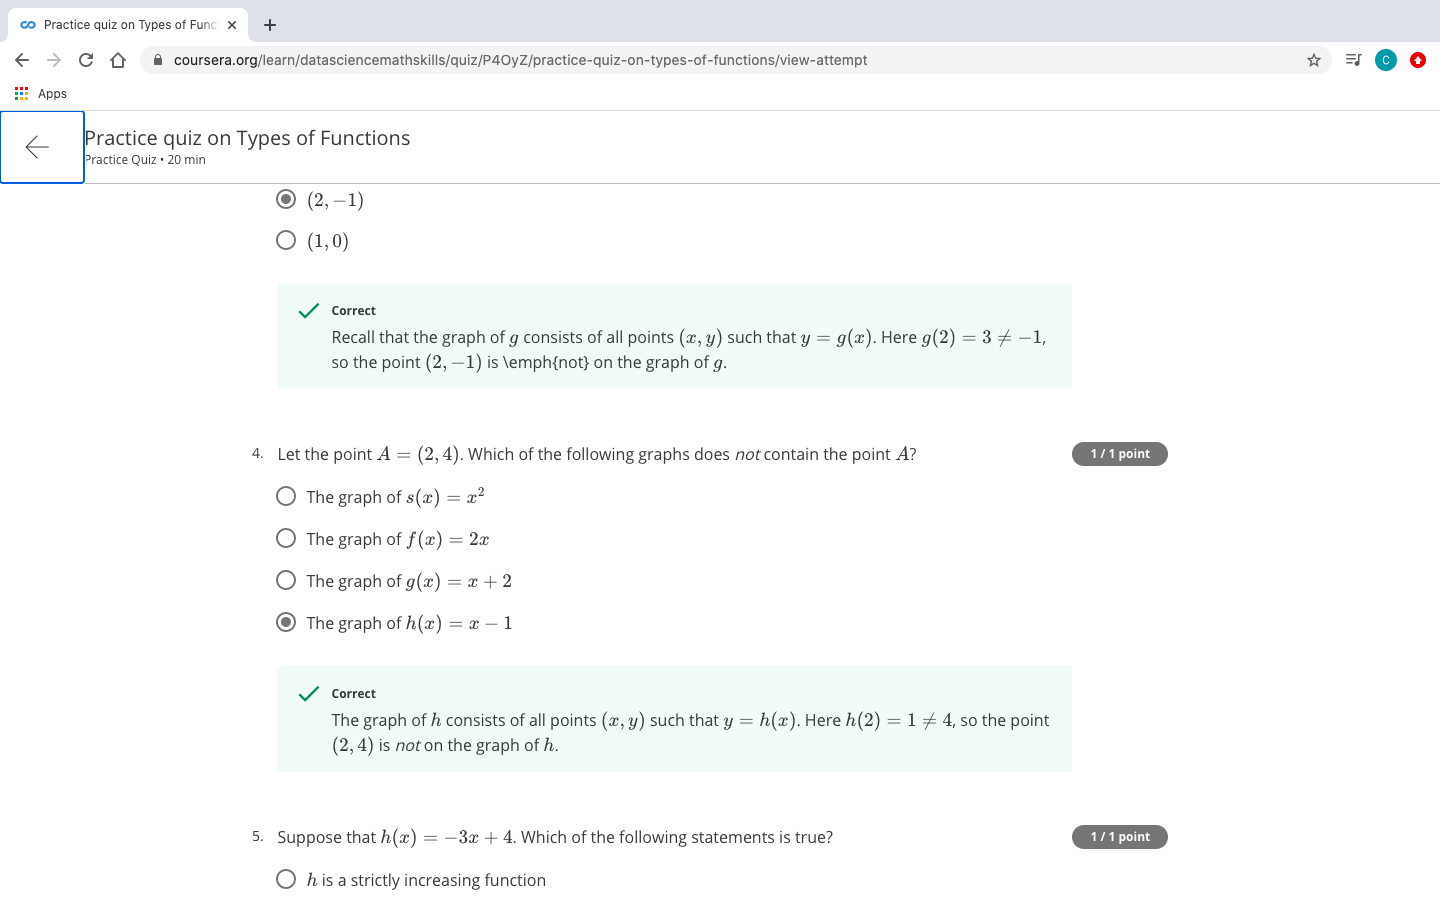 Practice quiz on Types of Func
coursera.org/learn/datasciencemathskills/quiz/P4OyZ/practice-quiz-on-types-of-functions/view-attempt
C
Apps
Practice quiz on Types of Functions
Practice Quiz • 20 min
(2, −1)
(1, 0)
Correct
Recall that the graph of g consists of all points (x, y) such that y = g(x). Here g(2) = 3 ≠ −1,
so the point (2, −1) is \emph{not} on the graph of g.
4. Let the point A = (2, 4). Which of the following graphs does not contain the point A?
1 / 1 point
The graph of s(x) = x²
The graph of f(x) = 2x
The graph of g(x) = x + 2
The graph of h(x) = x − 1
Correct
The graph of h consists of all points (x, y) such that y = h(x). Here h(2) = 1 ≠ 4, so the point
(2, 4) is not on the graph of h.
5. Suppose that h(x) = −3x + 4. Which of the following statements is true?
1 / 1 point
h is a strictly increasing function